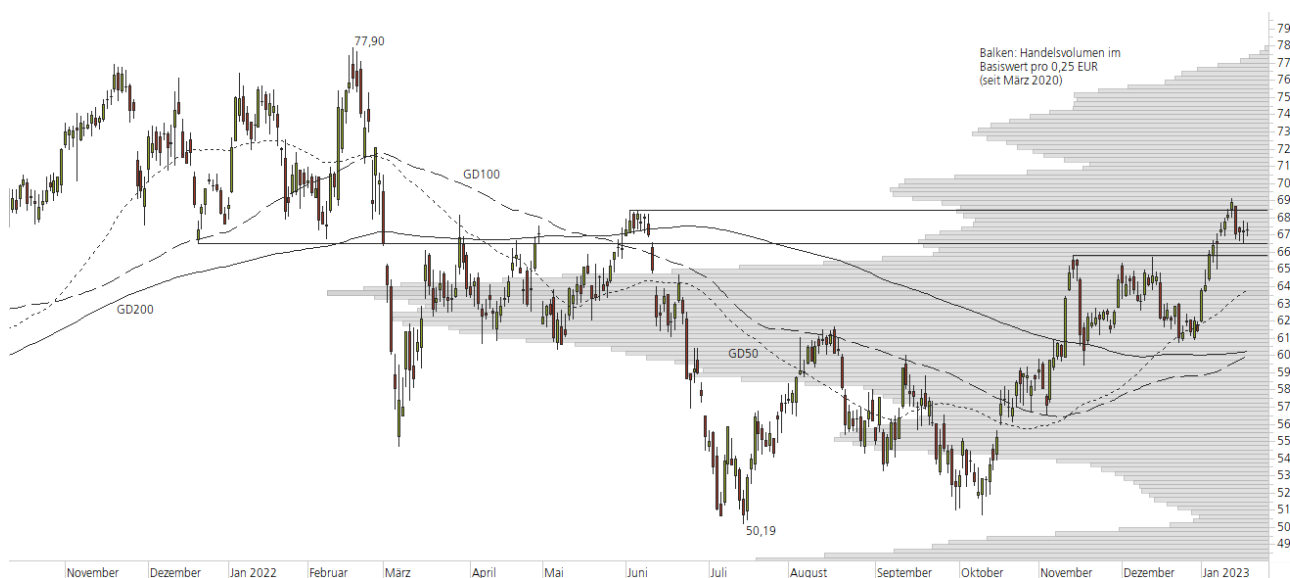 77,90
Balken: Handelsvolumen im
Basiswert pro 0,25 EUR
(seit März 2020)
GD100
GD200
GD50
50,19
79
78
77
75
74
73
72
71
70
69
68
67
66
64
63
62
61
60
59
58
57
55
54
53
52
51
50
49
November
Dezember
Jan 2022
Februar
März
April
Mai
Juni
Juli
August
September
Oktober
November
Dezember
Jan 2023